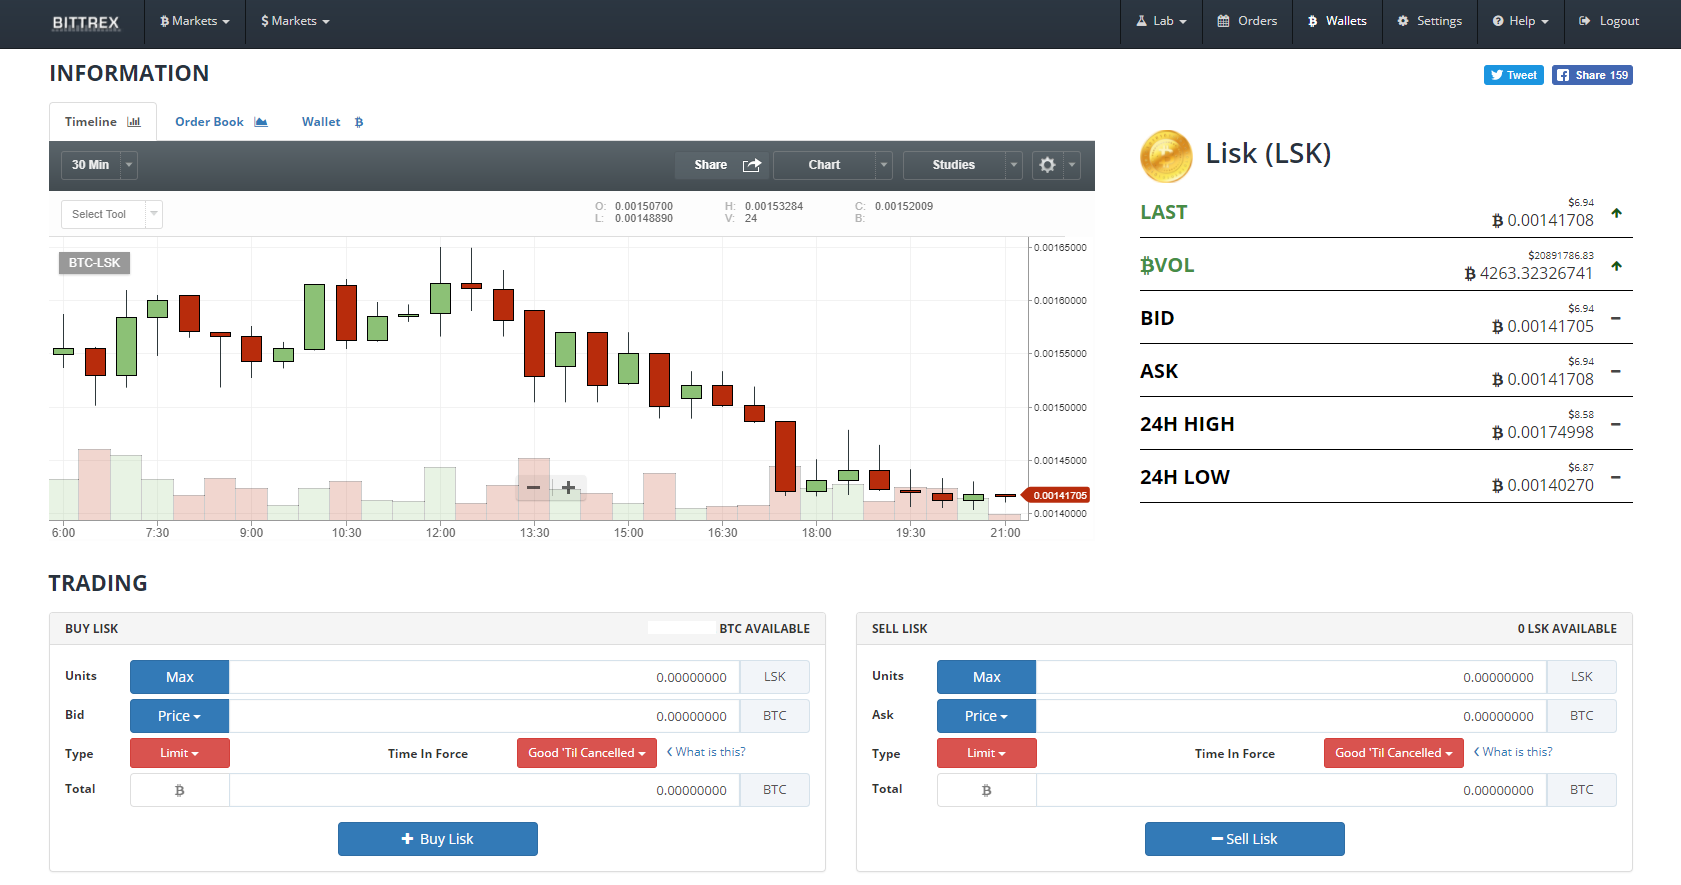 BITTREX
Ƀ Markets
$ Markets
Lab
Orders
Ƀ Wallets
Settings
Help
Logout
INFORMATION
Tweet
Share 159
Timeline
Order Book
Wallet Ƀ
30 Min
Share
Chart
Studies
Select Tool
O: 0.00150700 H: 0.00153284 C: 0.00152009
L: 0.00148890 V: 24 B:
BTC-LSK
0.00165000
0.00160000
0.00155000
0.00150000
0.00145000
0.00141705
0.00140000
6:00 7:30 9:00 10:30 12:00 13:30 15:00 16:30 18:00 19:30 21:00
Lisk (LSK)
$6.94
LAST Ƀ 0.00141708
$20891786.83
ɃVOL Ƀ 4263.32326741
$6.94
BID Ƀ 0.00141705
$6.94
ASK Ƀ 0.00141708
$8.58
24H HIGH Ƀ 0.00174998
$6.87
24H LOW Ƀ 0.00140270
TRADING
BUY LISK BTC AVAILABLE
Units Max 0.00000000 LSK
Bid Price 0.00000000 BTC
Type Limit Time In Force Good 'Til Cancelled What is this?
Total Ƀ 0.00000000 BTC
+ Buy Lisk
SELL LISK 0 LSK AVAILABLE
Units Max 0.00000000 LSK
Ask Price 0.00000000 BTC
Type Limit Time In Force Good 'Til Cancelled What is this?
Total Ƀ 0.00000000 BTC
− Sell Lisk